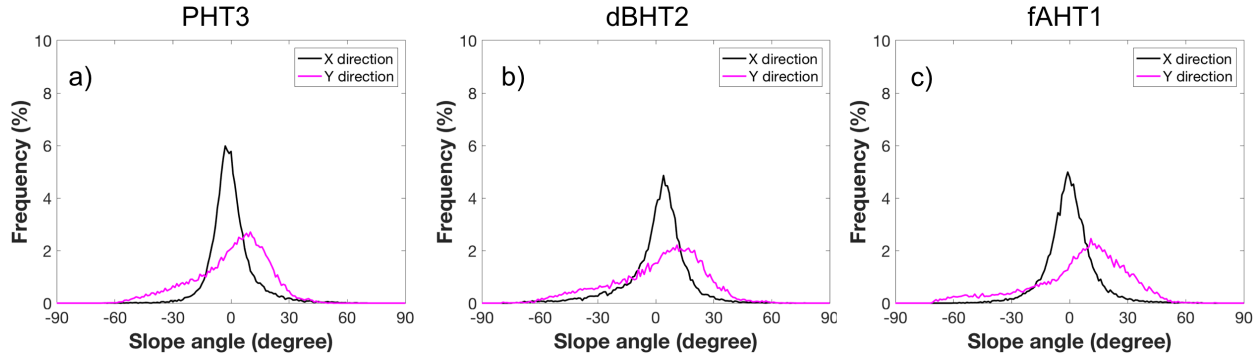 PHT3
dBHT2
fAHT1
a)
X direction
Y direction
10
8
6
4
2
0
Frequency (%)
-90 -60 -30 0 30 60 90
Slope angle (degree)
b)
X direction
Y direction
10
8
6
4
2
0
Frequency (%)
-90 -60 -30 0 30 60 90
Slope angle (degree)
c)
X direction
Y direction
10
8
6
4
2
0
Frequency (%)
-90 -60 -30 0 30 60 90
Slope angle (degree)